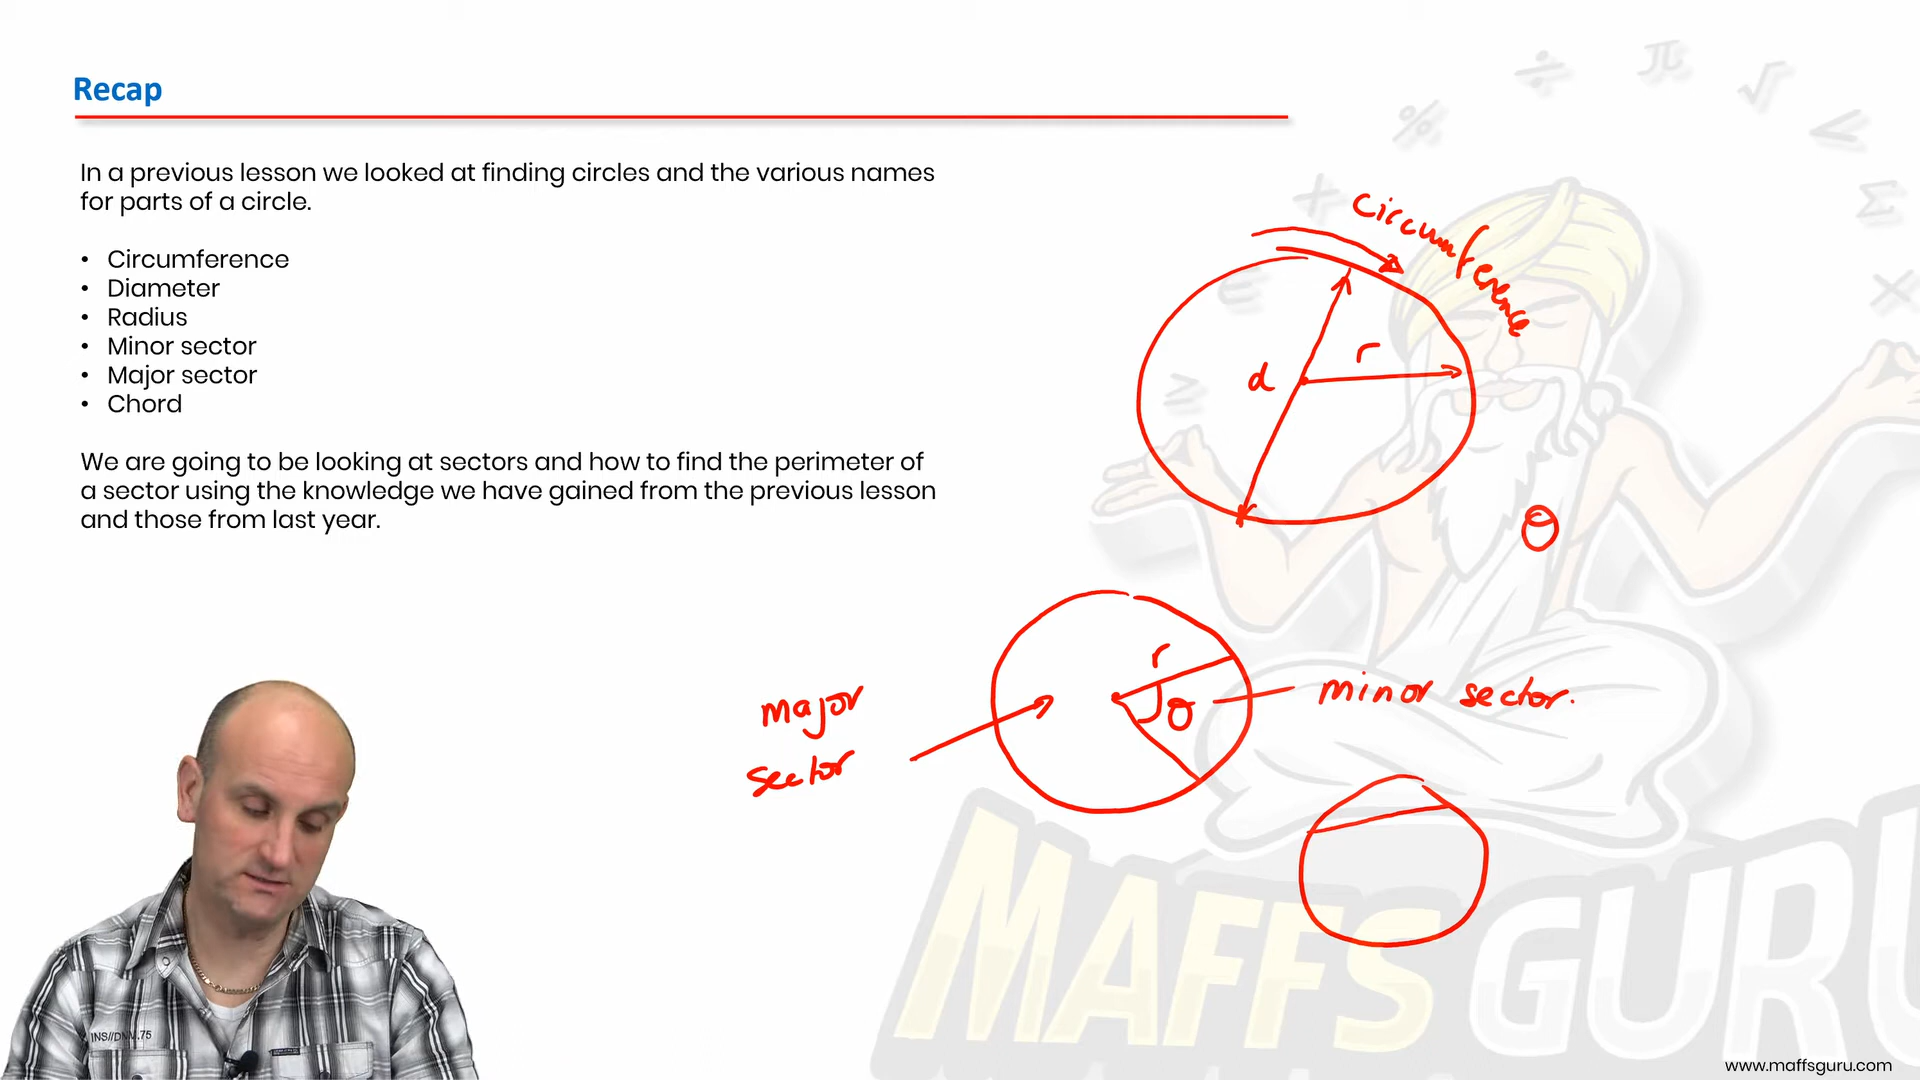 Recap
In a previous lesson we looked at finding circles and the various names
for parts of a circle.
• Circumference
• Diameter
• Radius
• Minor sector
• Major sector
• Chord
We are going to be looking at sectors and how to find the perimeter of
a sector using the knowledge we have gained from the previous lesson
and those from last year.
circumference
d
r
θ
r
θ
minor sector.
major
sector
÷
π
√
%
<
+
Σ
×
∈
≥
MAFFS GURU
INS//DNM.75
www.maffsguru.com